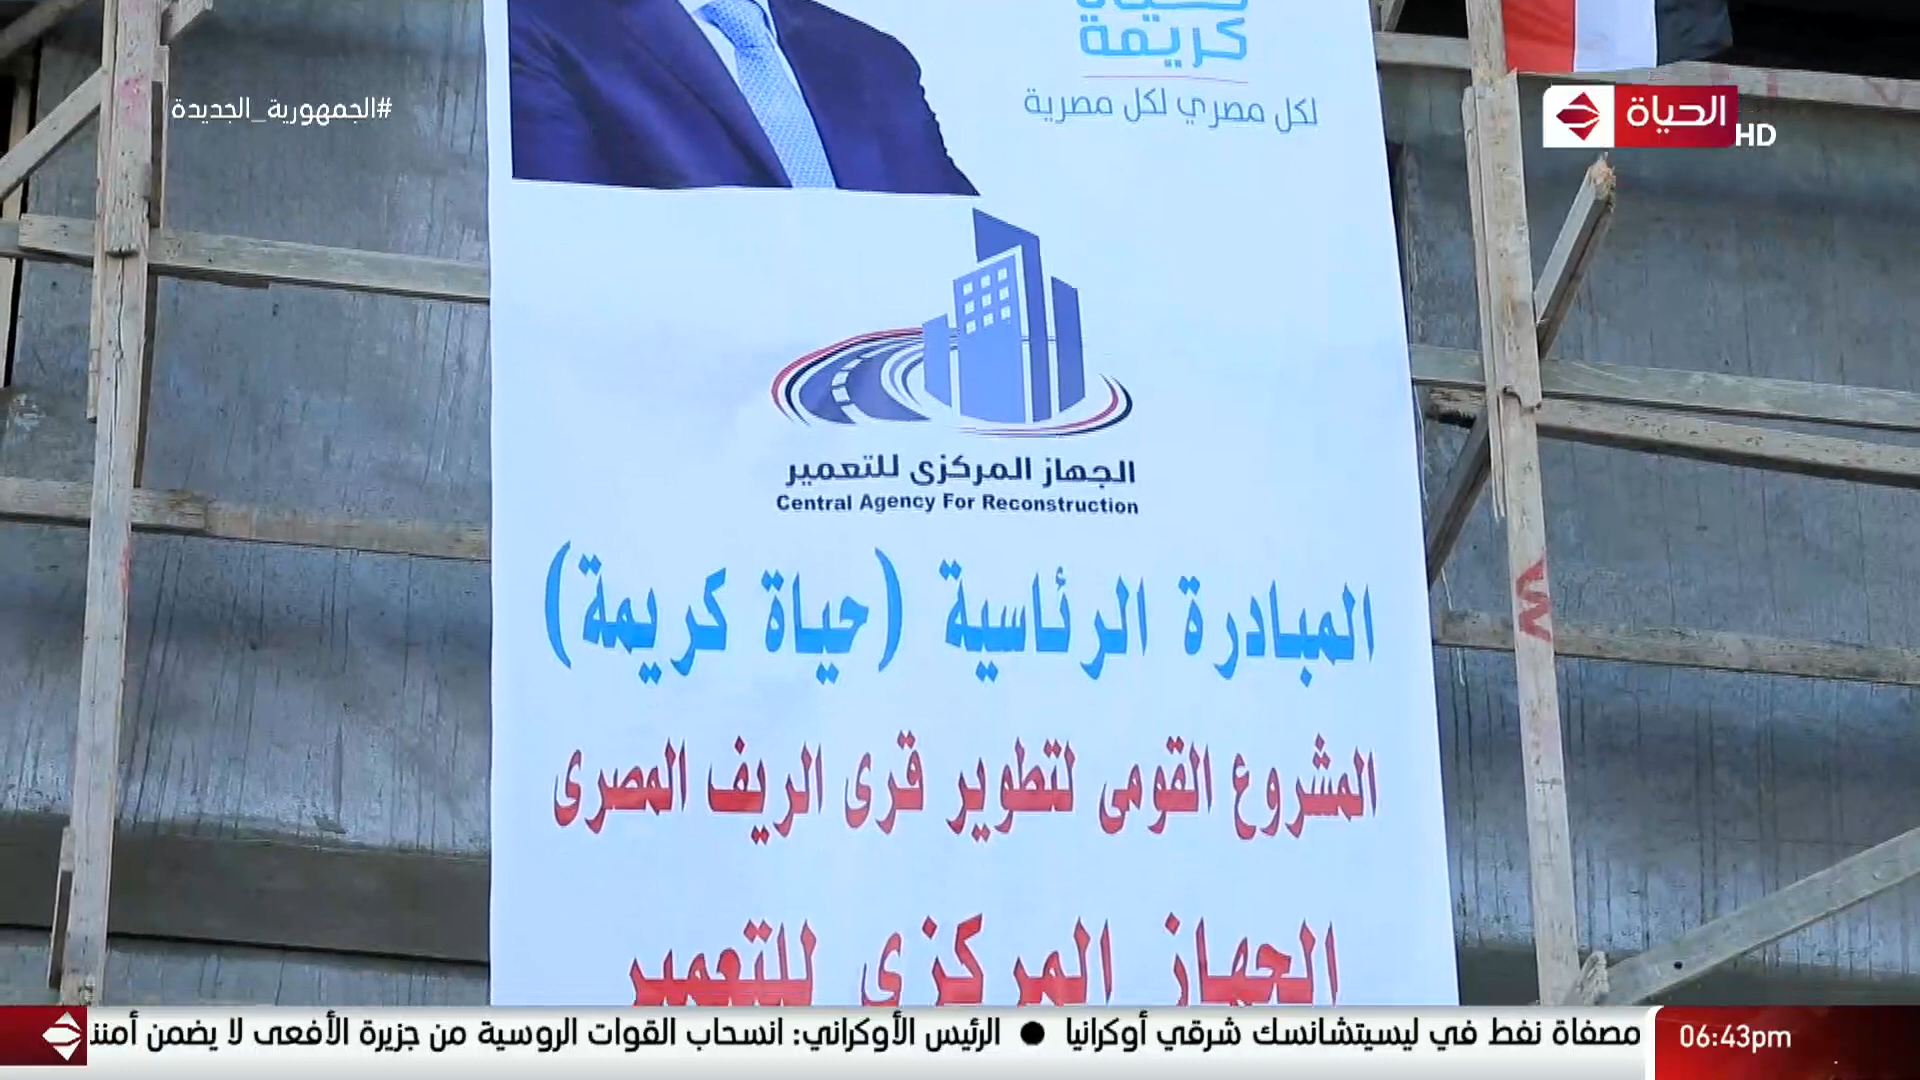 كريمة
لكل مصري لكل مصرية
#الجمهورية_الجديدة
الحياة
HD
الجهاز المركزى للتعمير
Central Agency For Reconstruction
المبادرة الرئاسية (حياة كريمة)
المشروع القومى لتطوير قرى الريف المصرى
الجهاز المركزى للتعمير
مصفاة نفط في ليسيتشانسك شرقي أوكرانيا ● الرئيس الأوكراني: انسحاب القوات الروسية من جزيرة الأفعى لا يضمن
06:43pm